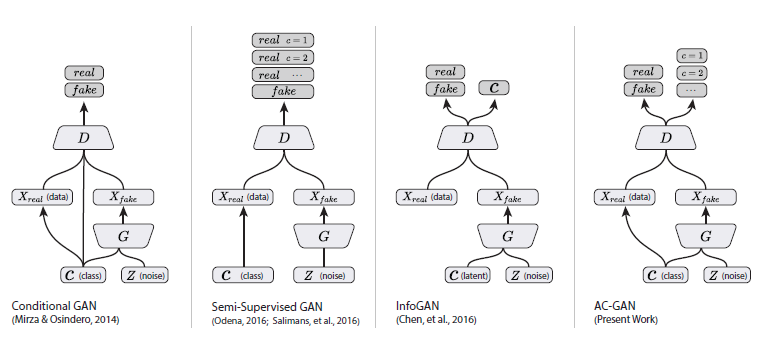 real
fake
D
X_real (data)
X_fake
G
C (class)
Z (noise)
Conditional GAN
(Mirza & Osindero, 2014)
real c = 1
real c = 2
real ...
fake
D
X_real (data)
X_fake
G
C (class)
Z (noise)
Semi-Supervised GAN
(Odena, 2016; Salimans, et al., 2016)
real
fake
C
D
X_real (data)
X_fake
G
C (latent)
Z (noise)
InfoGAN
(Chen, et al., 2016)
real
fake
c = 1
c = 2
...
D
X_real (data)
X_fake
G
C (class)
Z (noise)
AC-GAN
(Present Work)